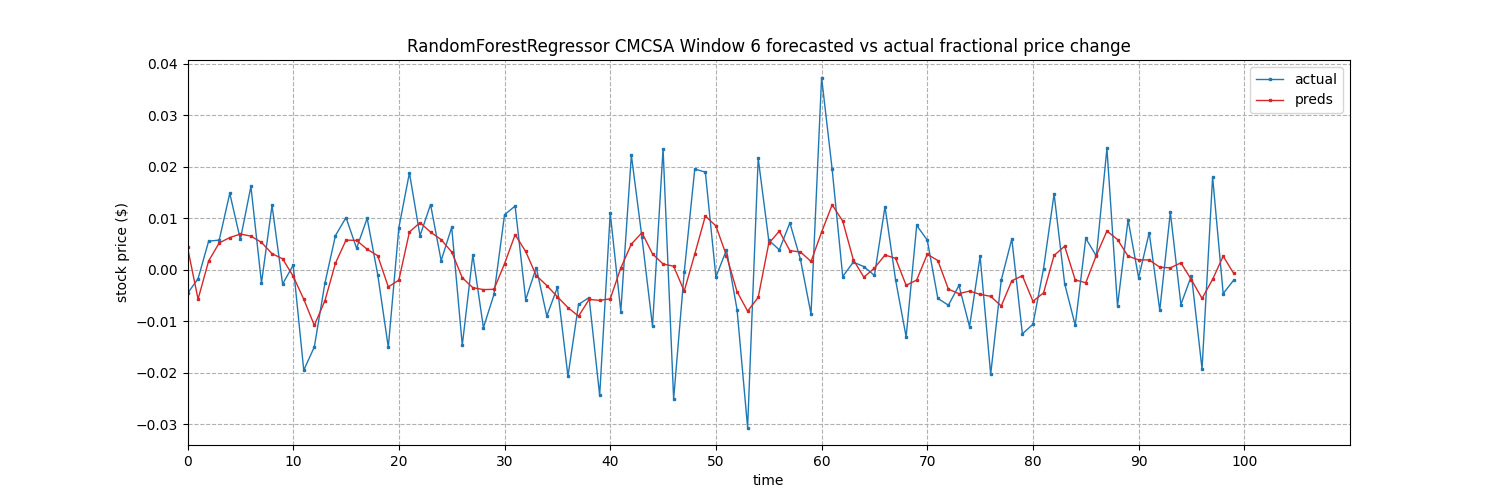 RandomForestRegressor CMCSA Window 6 forecasted vs actual fractional price change
actual
preds
stock price ($)
0.04
0.03
0.02
0.01
0.00
−0.01
−0.02
−0.03
0 10 20 30 40 50 60 70 80 90 100
time